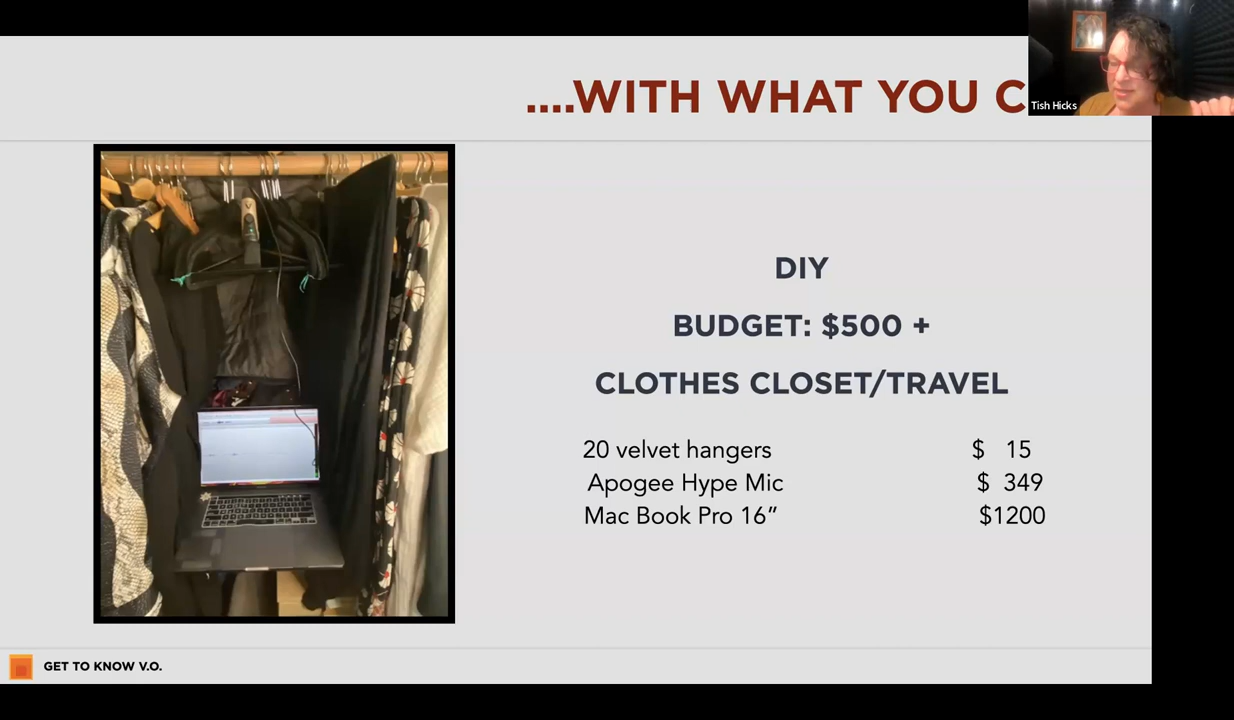 ....WITH WHAT YOU C
Tish Hicks
DIY
BUDGET: $500 +
CLOTHES CLOSET/TRAVEL
20 velvet hangers $ 15
Apogee Hype Mic $ 349
Mac Book Pro 16” $1200
GET TO KNOW V.O.